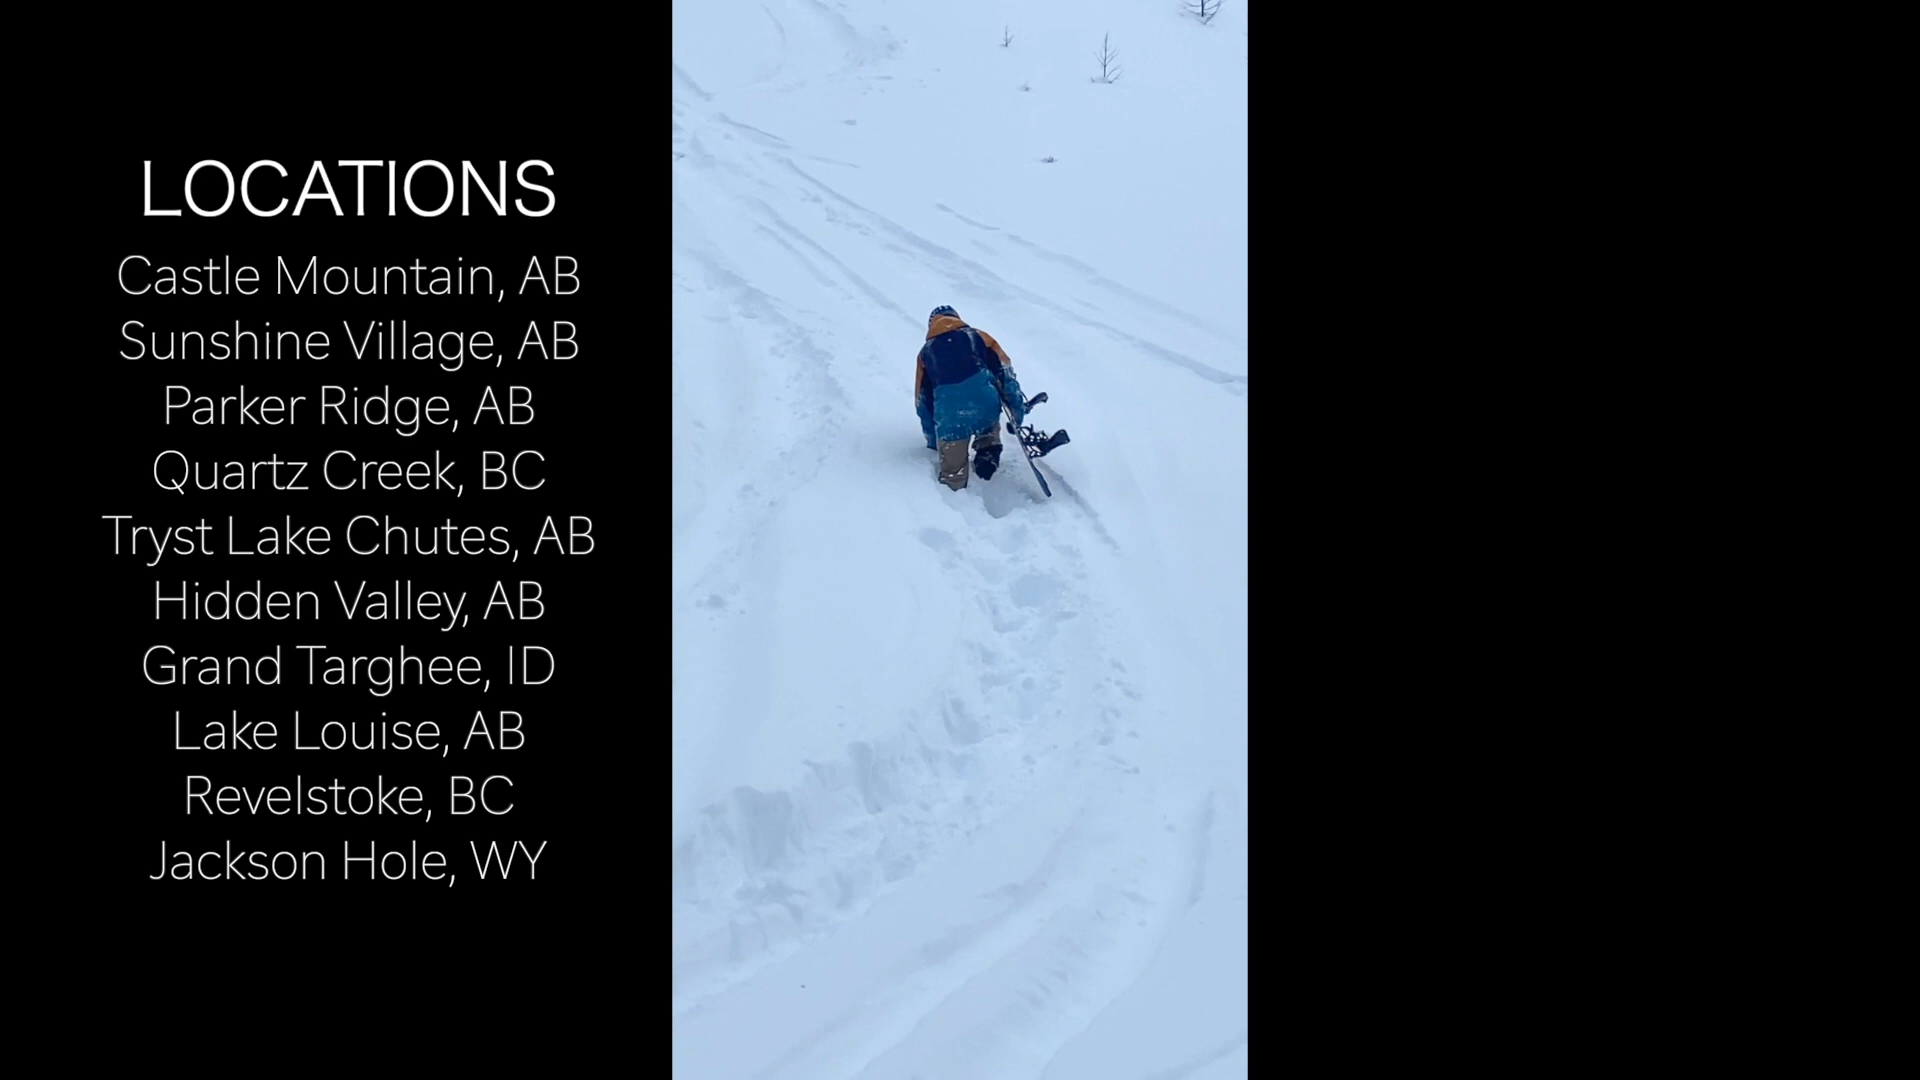 LOCATIONS
Castle Mountain, AB
Sunshine Village, AB
Parker Ridge, AB
Quartz Creek, BC
Tryst Lake Chutes, AB
Hidden Valley, AB
Grand Targhee, ID
Lake Louise, AB
Revelstoke, BC
Jackson Hole, WY